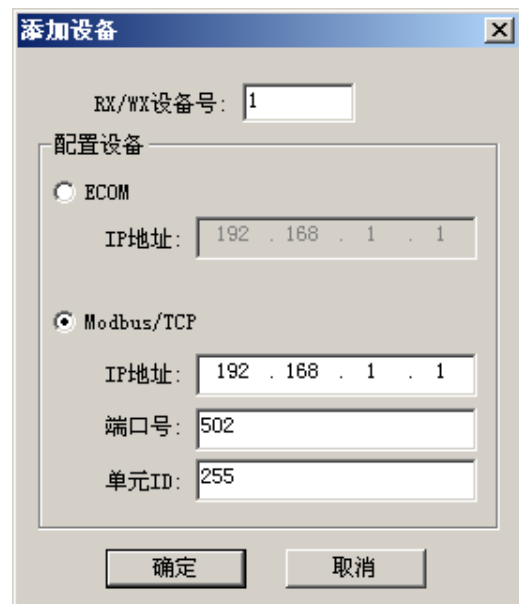 添加设备
RX/WX设备号: 1
配置设备
ECOM
IP地址: 192 . 168 . 1 . 1
Modbus/TCP
IP地址: 192 . 168 . 1 . 1
端口号: 502
单元ID: 255
确定 取消